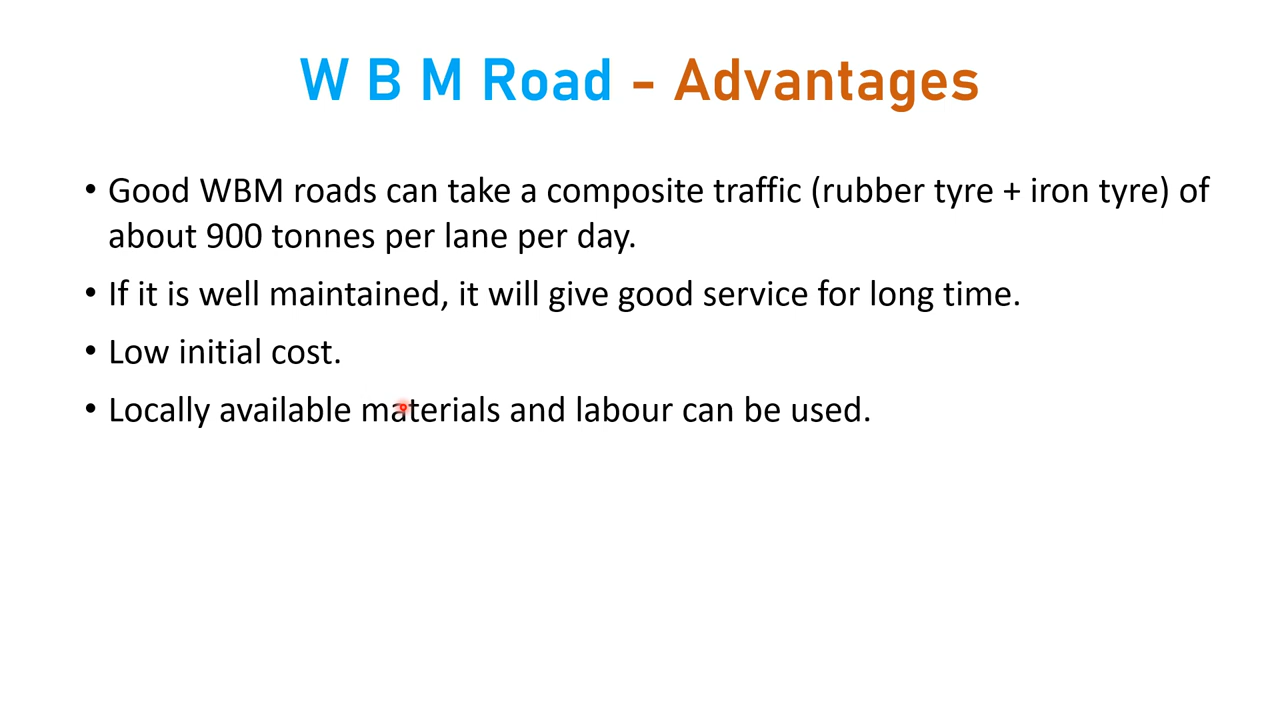 W B M Road - Advantages
• Good WBM roads can take a composite traffic (rubber tyre + iron tyre) of
about 900 tonnes per lane per day.
• If it is well maintained, it will give good service for long time.
• Low initial cost.
• Locally available materials and labour can be used.